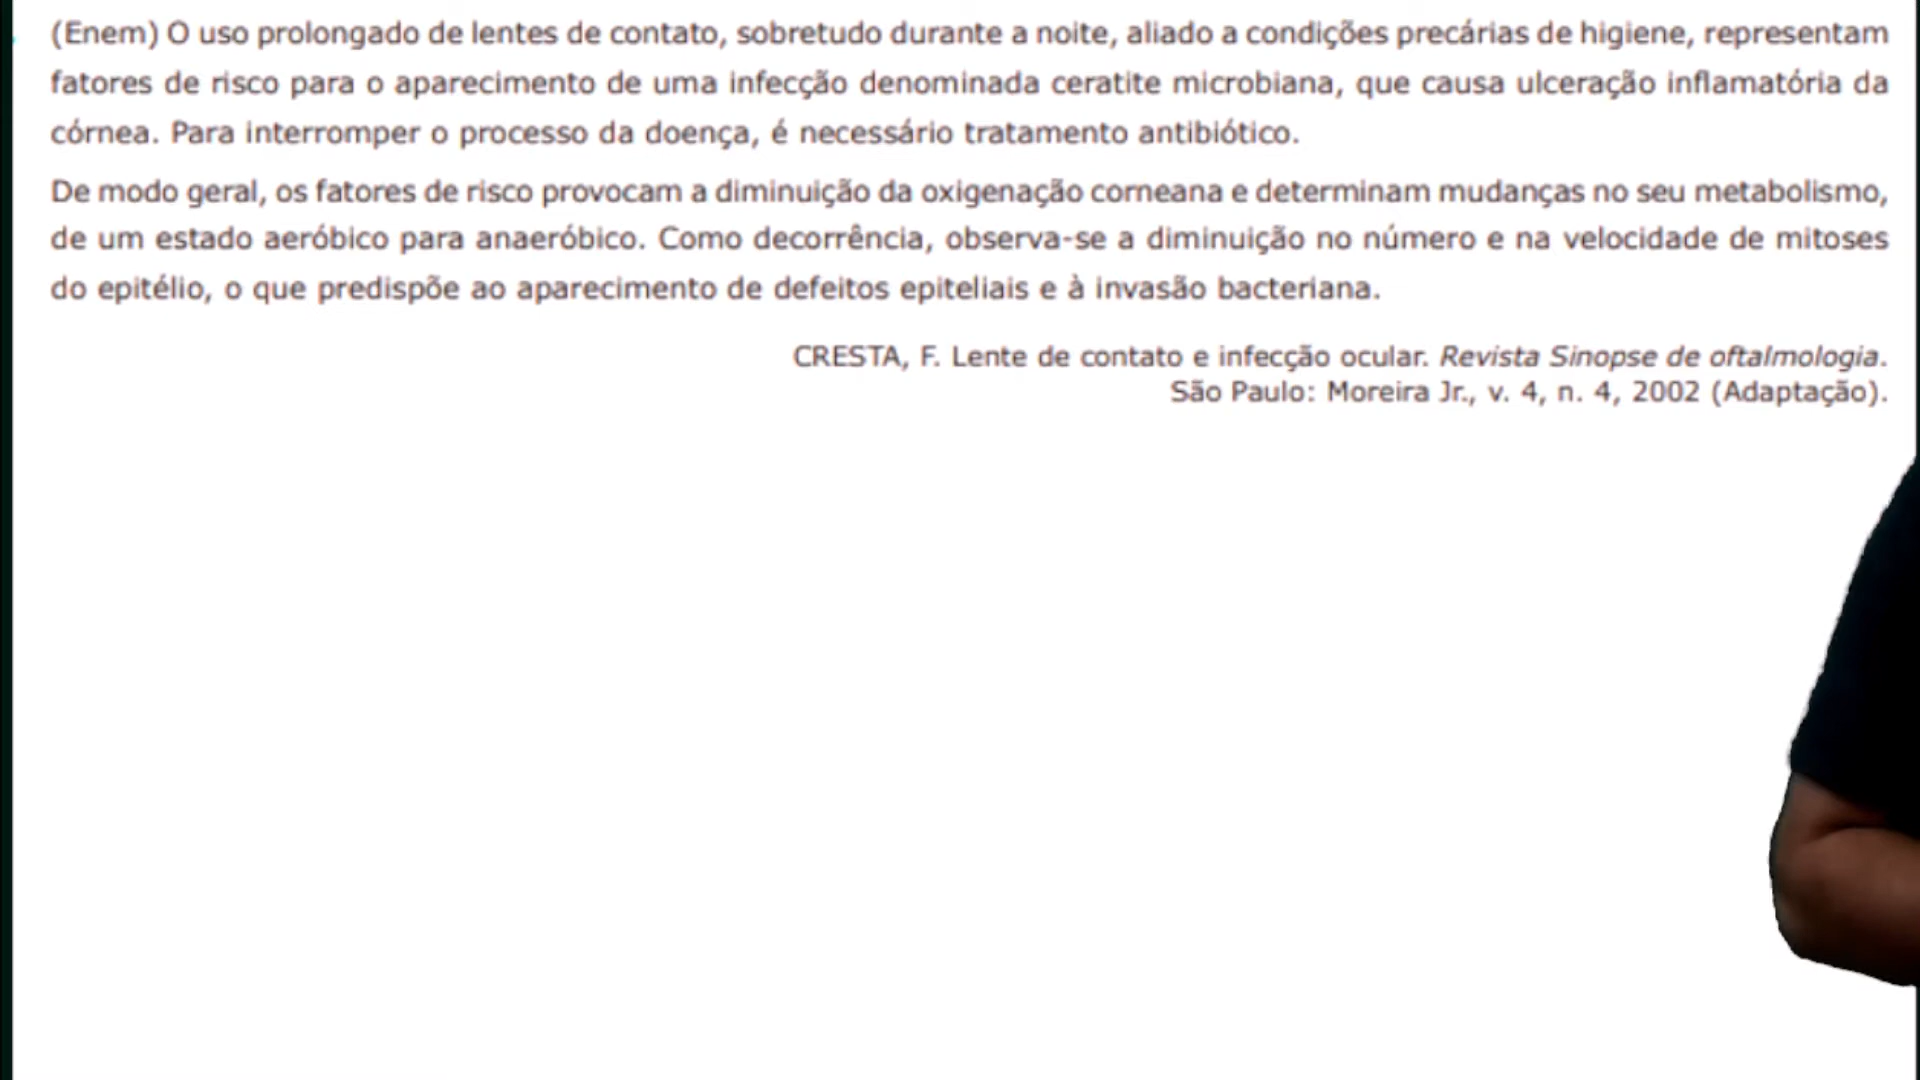 (Enem) O uso prolongado de lentes de contato, sobretudo durante a noite, aliado a condições precárias de higiene, representam
fatores de risco para o aparecimento de uma infecção denominada ceratite microbiana, que causa ulceração inflamatória da
córnea. Para interromper o processo da doença, é necessário tratamento antibiótico.
De modo geral, os fatores de risco provocam a diminuição da oxigenação corneana e determinam mudanças no seu metabolismo,
de um estado aeróbico para anaeróbico. Como decorrência, observa-se a diminuição no número e na velocidade de mitoses
do epitélio, o que predispõe ao aparecimento de defeitos epiteliais e à invasão bacteriana.
CRESTA, F. Lente de contato e infecção ocular. Revista Sinopse de oftalmologia.
São Paulo: Moreira Jr., v. 4, n. 4, 2002 (Adaptação).